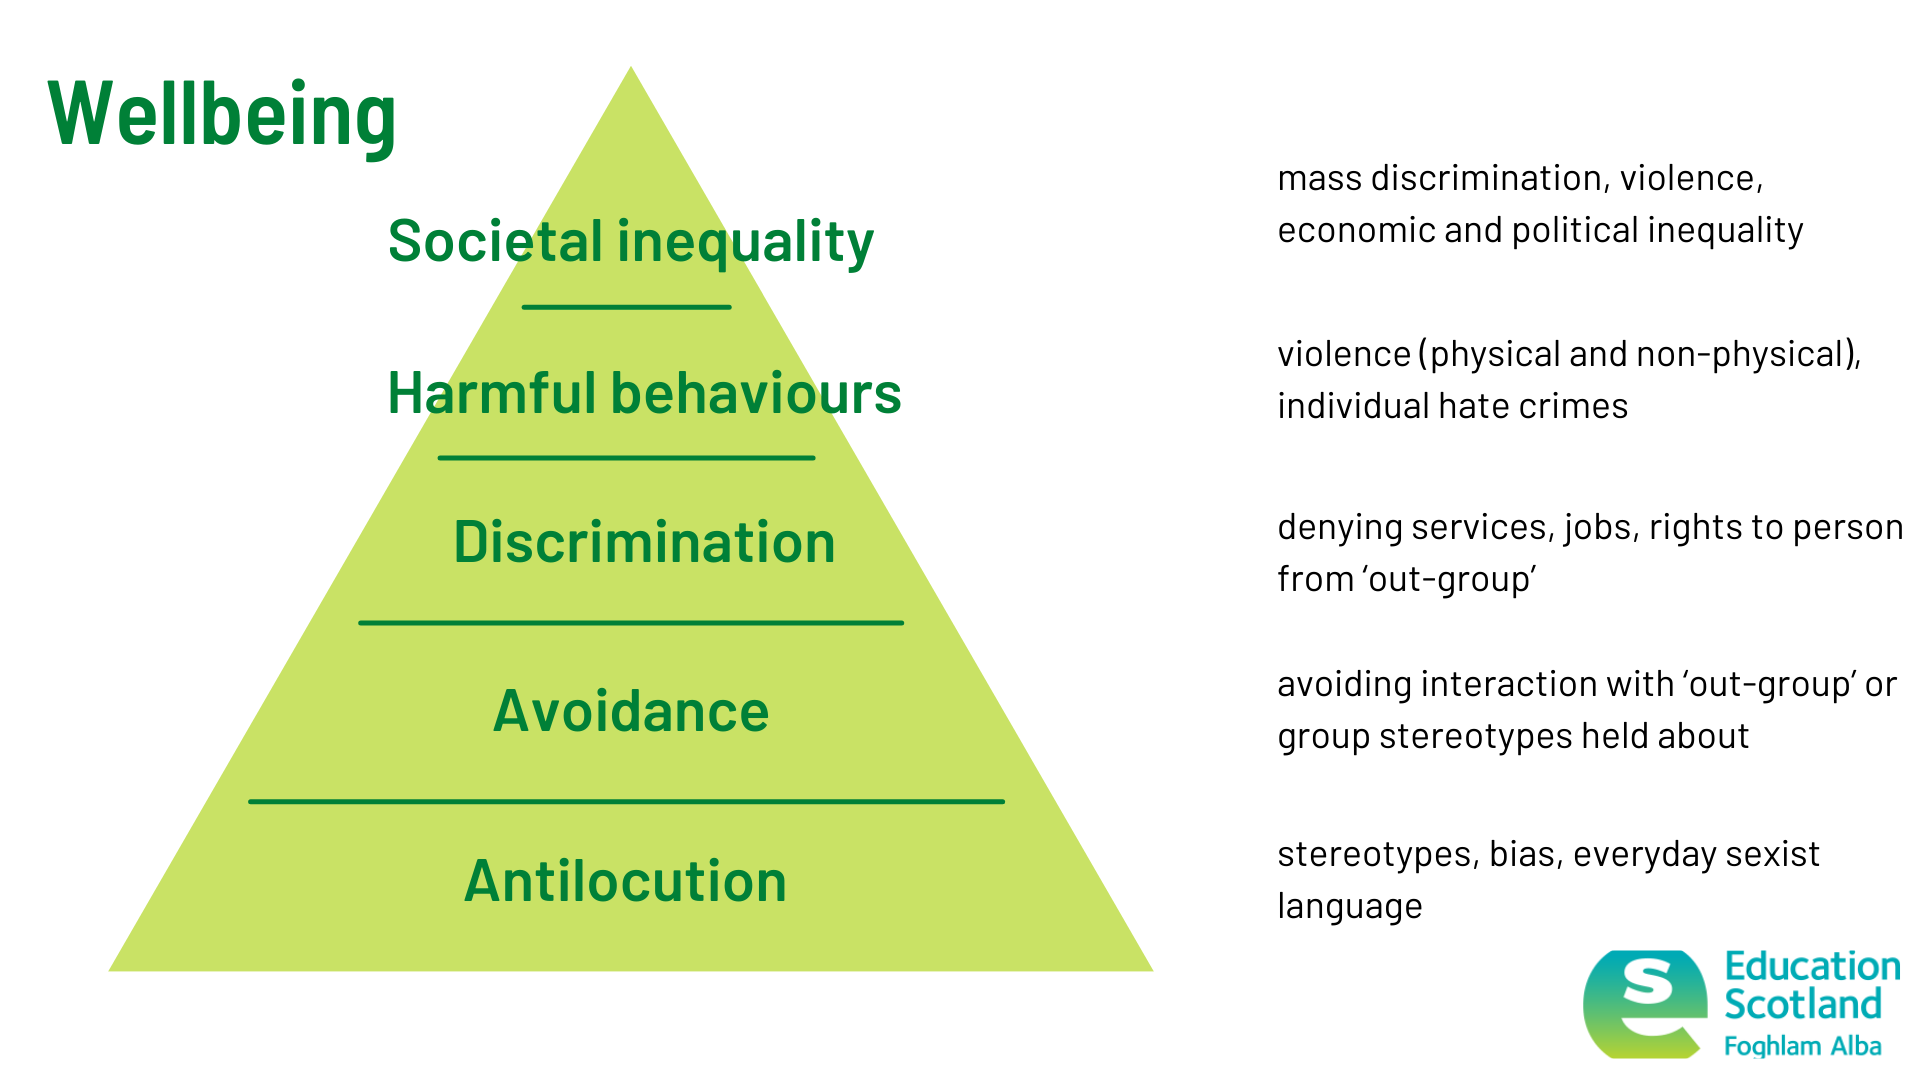 Wellbeing
Societal inequality
mass discrimination, violence,
economic and political inequality
Harmful behaviours
violence (physical and non-physical),
individual hate crimes
Discrimination
denying services, jobs, rights to person
from ‘out-group’
Avoidance
avoiding interaction with ‘out-group’ or
group stereotypes held about
Antilocution
stereotypes, bias, everyday sexist
language
Education
Scotland
Foghlam Alba